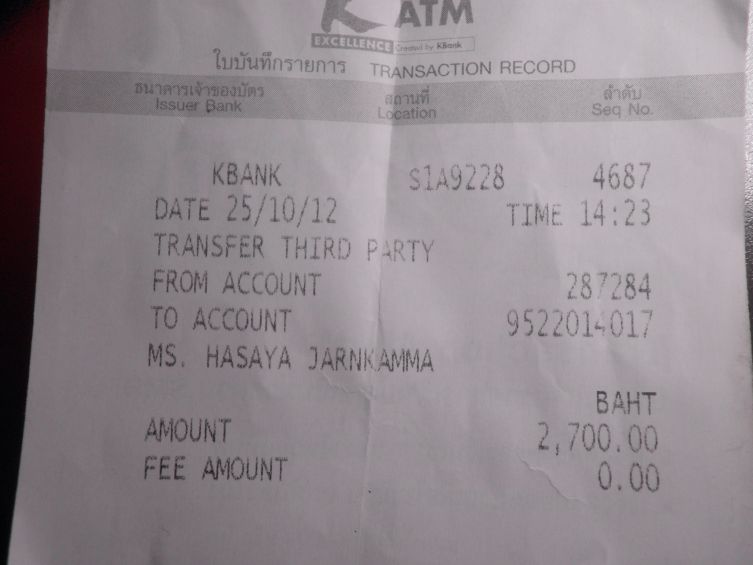 K ATM
EXCELLENCE Created by KBank
ใบบันทึกรายการ TRANSACTION RECORD
ธนาคารเจ้าของบัตร สถานที่ ลำดับ
Issuer Bank Location Seq No.
KBANK S1A9228 4687
DATE 25/10/12 TIME 14:23
TRANSFER THIRD PARTY
FROM ACCOUNT 287284
TO ACCOUNT 9522014017
MS. HASAYA JARNKAMMA
BAHT
AMOUNT 2,700.00
FEE AMOUNT 0.00